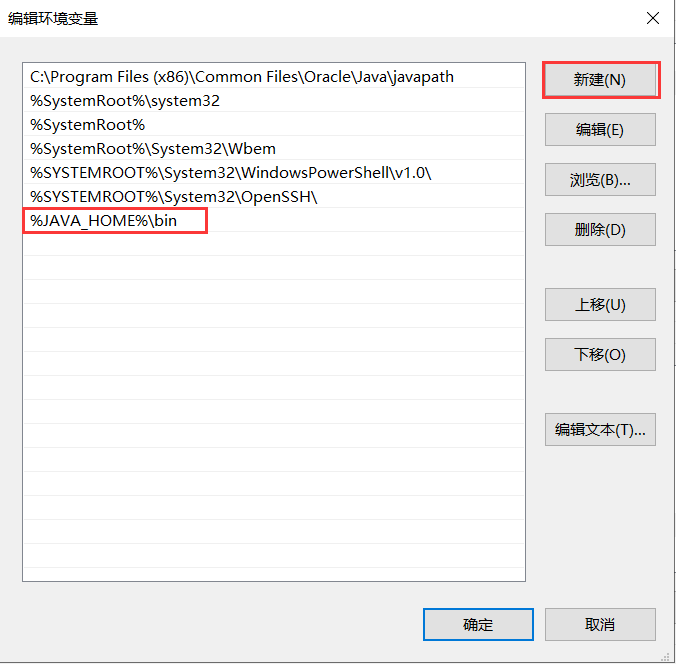 编辑环境变量
C:\Program Files (x86)\Common Files\Oracle\Java\javapath
%SystemRoot%\system32
%SystemRoot%
%SystemRoot%\System32\Wbem
%SYSTEMROOT%\System32\WindowsPowerShell\v1.0\
%SYSTEMROOT%\System32\OpenSSH\
%JAVA_HOME%\bin
新建(N)
编辑(E)
浏览(B)...
删除(D)
上移(U)
下移(O)
编辑文本(T)...
确定
取消